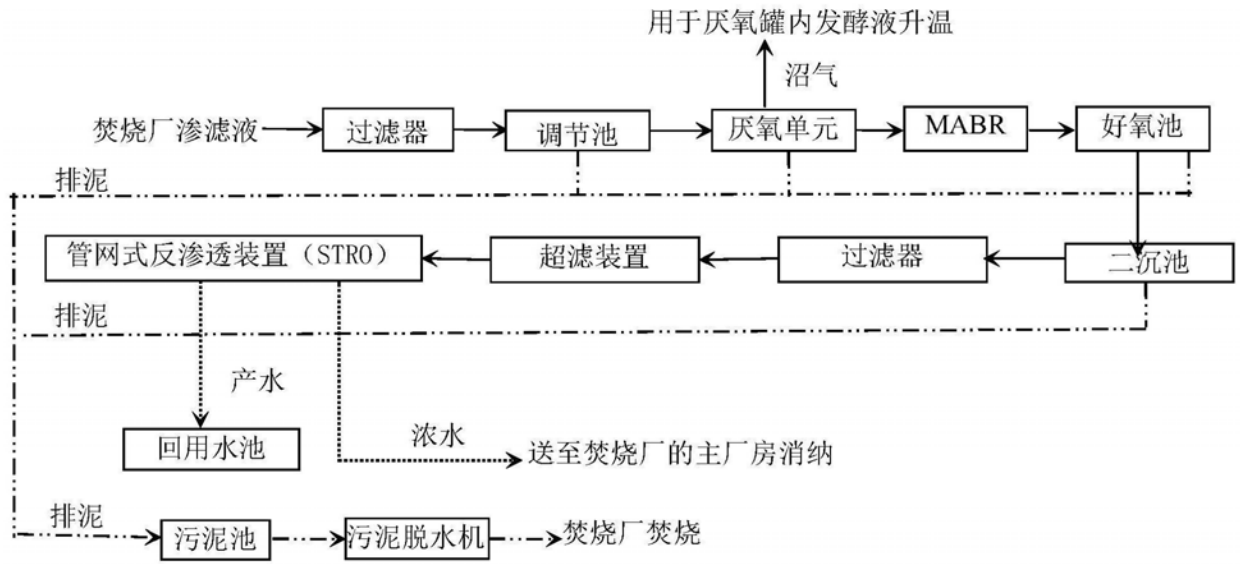 用于厌氧罐内发酵液升温
沼气
焚烧厂渗滤液
过滤器
调节池
厌氧单元
MABR
好氧池
排泥
管网式反渗透装置（STRO）
超滤装置
过滤器
二沉池
排泥
产水
回用水池
浓水
送至焚烧厂的主厂房消纳
排泥
污泥池
污泥脱水机
焚烧厂焚烧